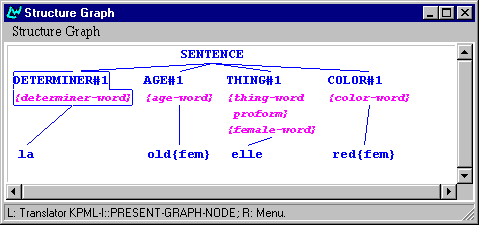 Structure Graph
Structure Graph
SENTENCE
DETERMINER#1 AGE#1 THING#1 COLOR#1
{determiner-word} {age-word} {thing-word {color-word}
proform}
{female-word}
la old{fem} elle red{fem}
L: Translator KPML-I::PRESENT-GRAPH-NODE; R: Menu.